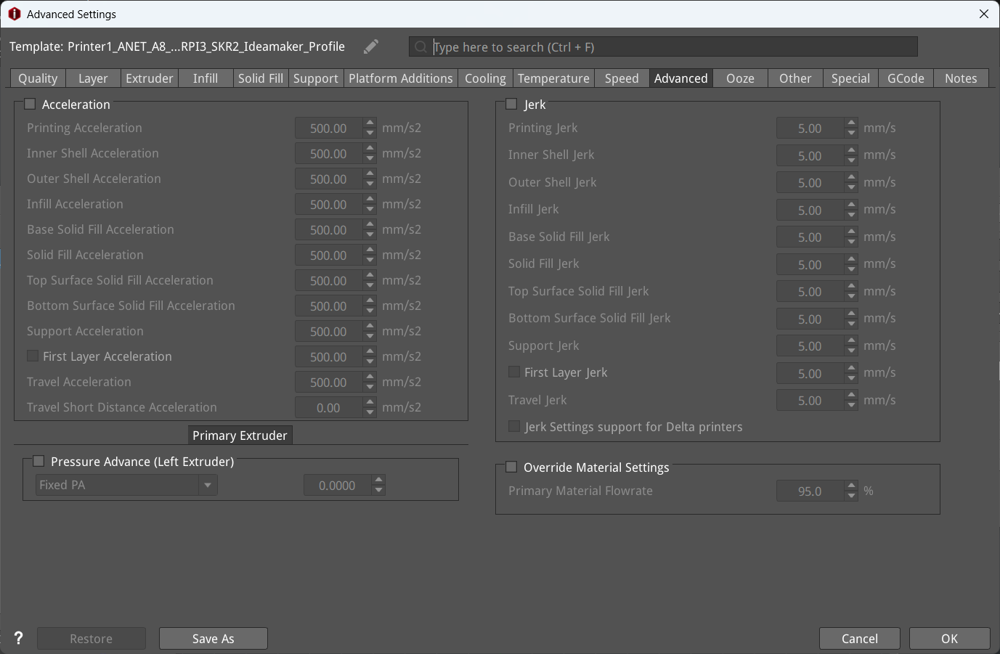 Advanced Settings
Template: Printer1_ANET_A8_...RPI3_SKR2_Ideamaker_Profile
Type here to search (Ctrl + F)
Quality Layer Extruder Infill Solid Fill Support Platform Additions Cooling Temperature Speed Advanced Ooze Other Special GCode Notes
Acceleration
Printing Acceleration 500.00 mm/s2
Inner Shell Acceleration 500.00 mm/s2
Outer Shell Acceleration 500.00 mm/s2
Infill Acceleration 500.00 mm/s2
Base Solid Fill Acceleration 500.00 mm/s2
Solid Fill Acceleration 500.00 mm/s2
Top Surface Solid Fill Acceleration 500.00 mm/s2
Bottom Surface Solid Fill Acceleration 500.00 mm/s2
Support Acceleration 500.00 mm/s2
First Layer Acceleration 500.00 mm/s2
Travel Acceleration 500.00 mm/s2
Travel Short Distance Acceleration 0.00 mm/s2
Primary Extruder
Pressure Advance (Left Extruder)
Fixed PA 0.0000
Jerk
Printing Jerk 5.00 mm/s
Inner Shell Jerk 5.00 mm/s
Outer Shell Jerk 5.00 mm/s
Infill Jerk 5.00 mm/s
Base Solid Fill Jerk 5.00 mm/s
Solid Fill Jerk 5.00 mm/s
Top Surface Solid Fill Jerk 5.00 mm/s
Bottom Surface Solid Fill Jerk 5.00 mm/s
Support Jerk 5.00 mm/s
First Layer Jerk 5.00 mm/s
Travel Jerk 5.00 mm/s
Jerk Settings support for Delta printers
Override Material Settings
Primary Material Flowrate 95.0 %
? Restore Save As Cancel OK